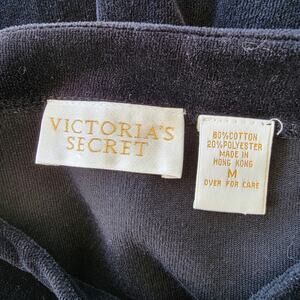 VICTORIA'S
SECRET
80%COTTON
20%POLYESTER
MADE IN
HONG KONG
M
OVER FOR CARE